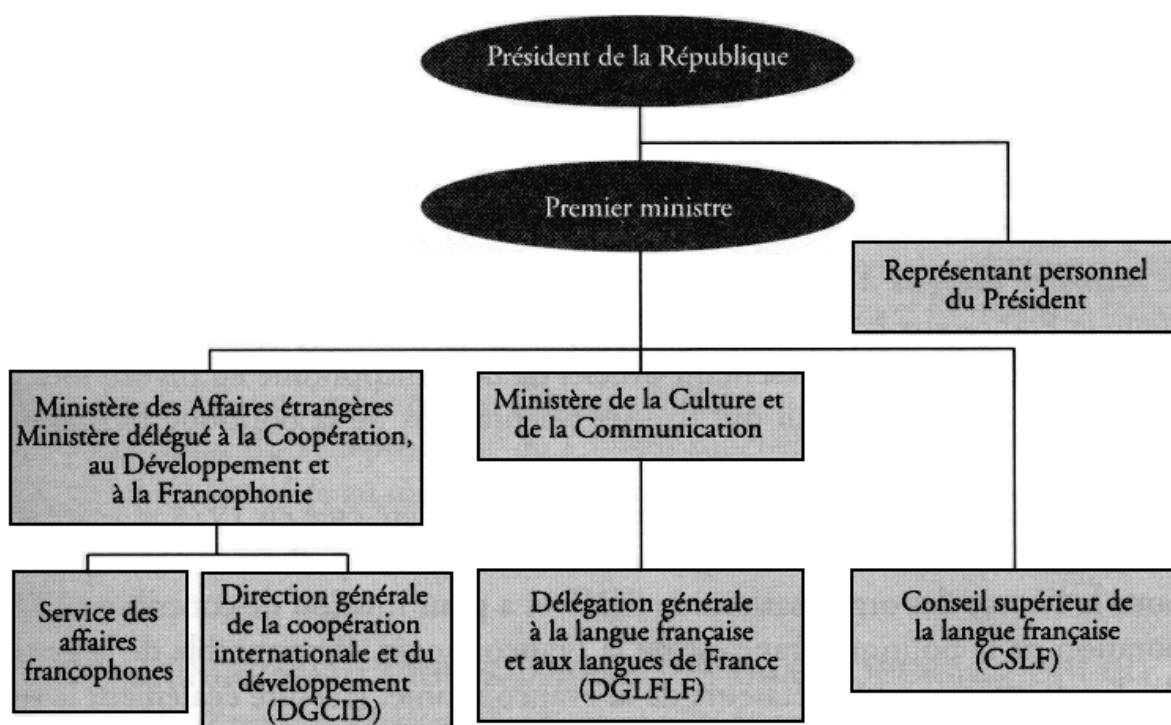 Président de la République
Premier ministre
Représentant personnel
du Président
Ministère des Affaires étrangères
Ministère délégué à la Coopération,
au Développement et
à la Francophonie
Ministère de la Culture et
de la Communication
Service des
affaires
francophones
Direction générale
de la coopération
internationale et du
développement
(DGCID)
Délégation générale
à la langue française
et aux langues de France
(DGLFLF)
Conseil supérieur de
la langue française
(CSLF)